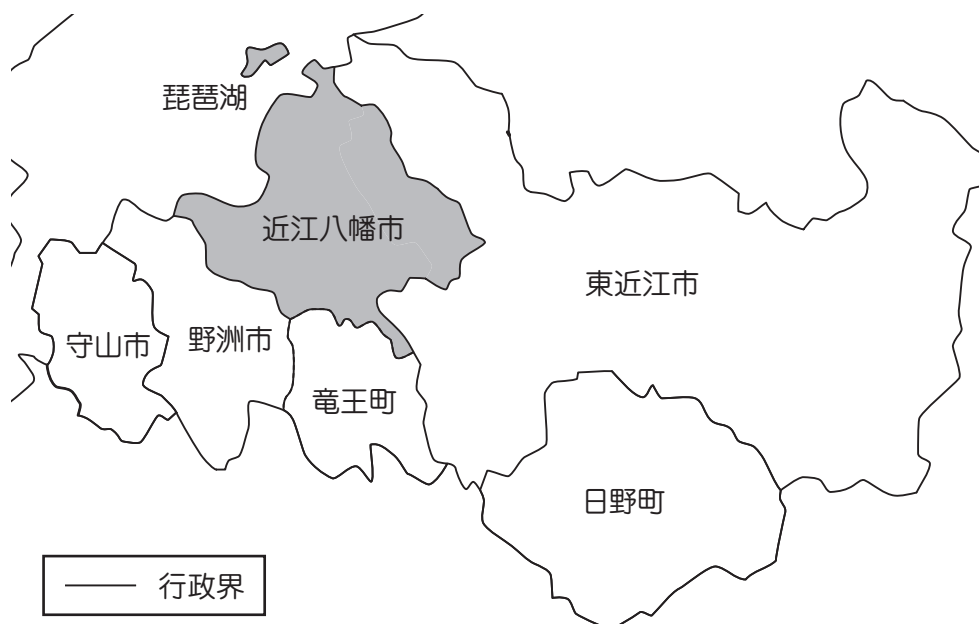 琵琶湖
近江八幡市
東近江市
野洲市
守山市
竜王町
日野町
行政界